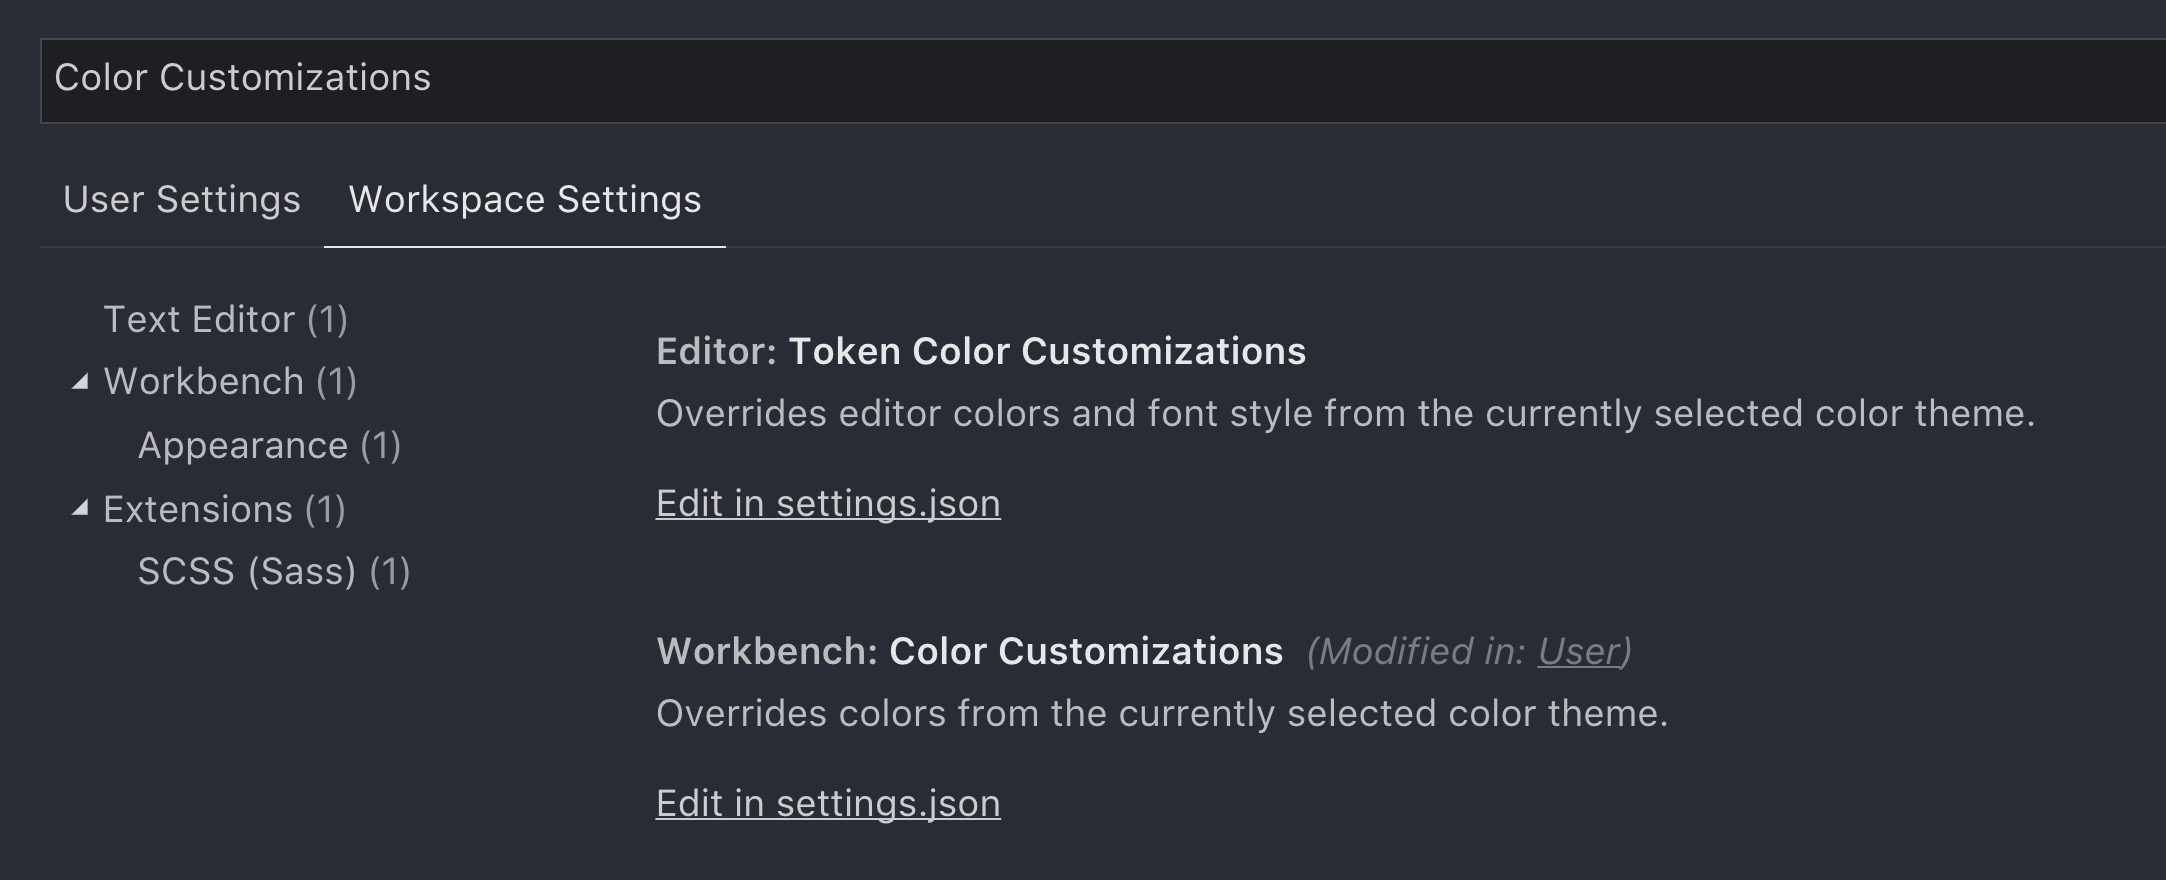 Color Customizations
User Settings
Workspace Settings
Text Editor (1)
Workbench (1)
Appearance (1)
Extensions (1)
SCSS (Sass) (1)
Editor: Token Color Customizations
Overrides editor colors and font style from the currently selected color theme.
Edit in settings.json
Workbench: Color Customizations (Modified in: User)
Overrides colors from the currently selected color theme.
Edit in settings.json